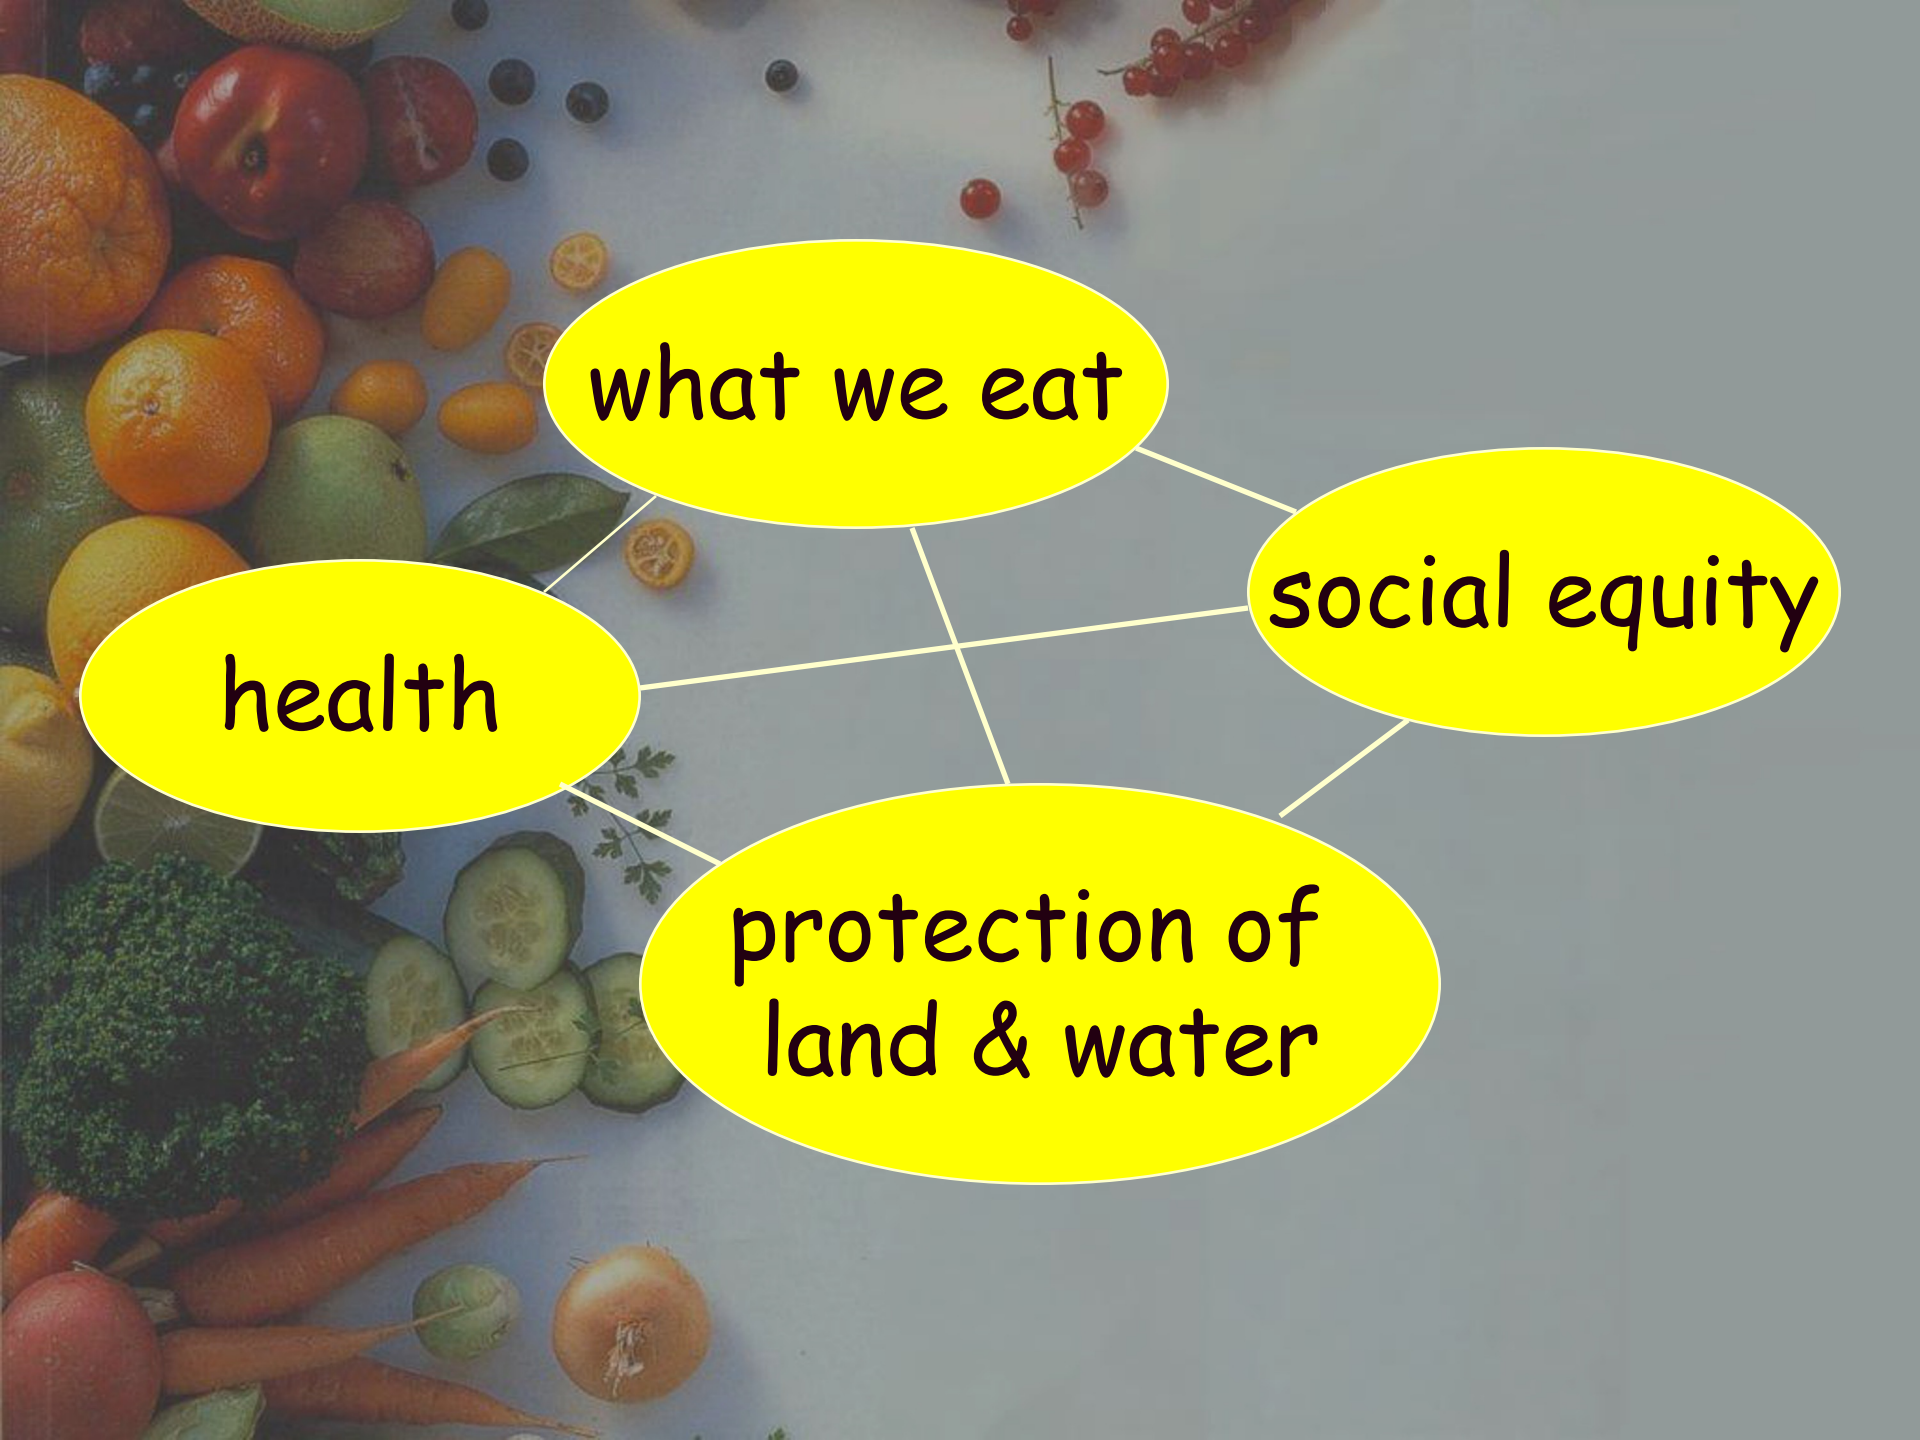 what we eat
social equity
health
protection of
land & water